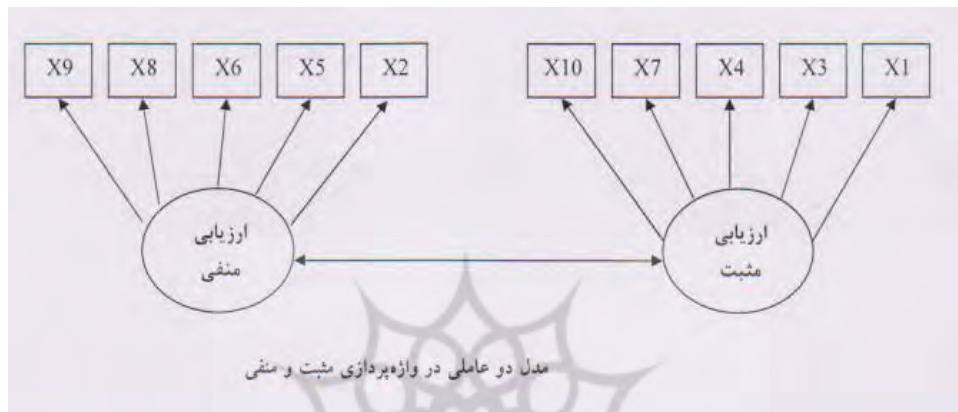 X9 X8 X6 X5 X2 X10 X7 X4 X3 X1
ارزیابی
مثبت
ارزیابی
منفی
مدل دو عاملی در واژه‌پردازی مثبت و منفی